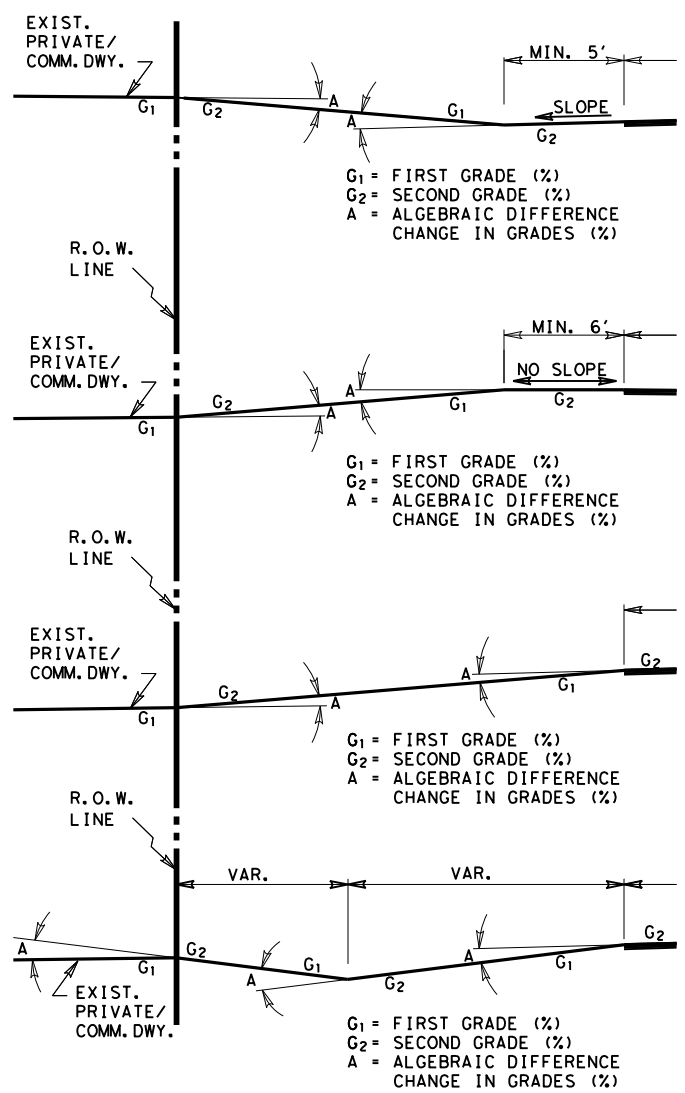 EXIST.
PRIVATE/
COMM. DWY.
MIN. 5'
G1
G2
A
A
G1
SLOPE
G2
G1 = FIRST GRADE (%)
G2 = SECOND GRADE (%)
A = ALGEBRAIC DIFFERENCE
CHANGE IN GRADES (%)
R.O.W.
LINE
EXIST.
PRIVATE/
COMM. DWY.
MIN. 6'
NO SLOPE
G1
G2
A
A
G1
G2
G1 = FIRST GRADE (%)
G2 = SECOND GRADE (%)
A = ALGEBRAIC DIFFERENCE
CHANGE IN GRADES (%)
R.O.W.
LINE
EXIST.
PRIVATE/
COMM. DWY.
G1
G2
A
A
G1
G2
G1 = FIRST GRADE (%)
G2 = SECOND GRADE (%)
A = ALGEBRAIC DIFFERENCE
CHANGE IN GRADES (%)
R.O.W.
LINE
VAR.
VAR.
A
G1
G2
A
G1
G2
A
G1
G2
EXIST.
PRIVATE/
COMM. DWY.
G1 = FIRST GRADE (%)
G2 = SECOND GRADE (%)
A = ALGEBRAIC DIFFERENCE
CHANGE IN GRADES (%)